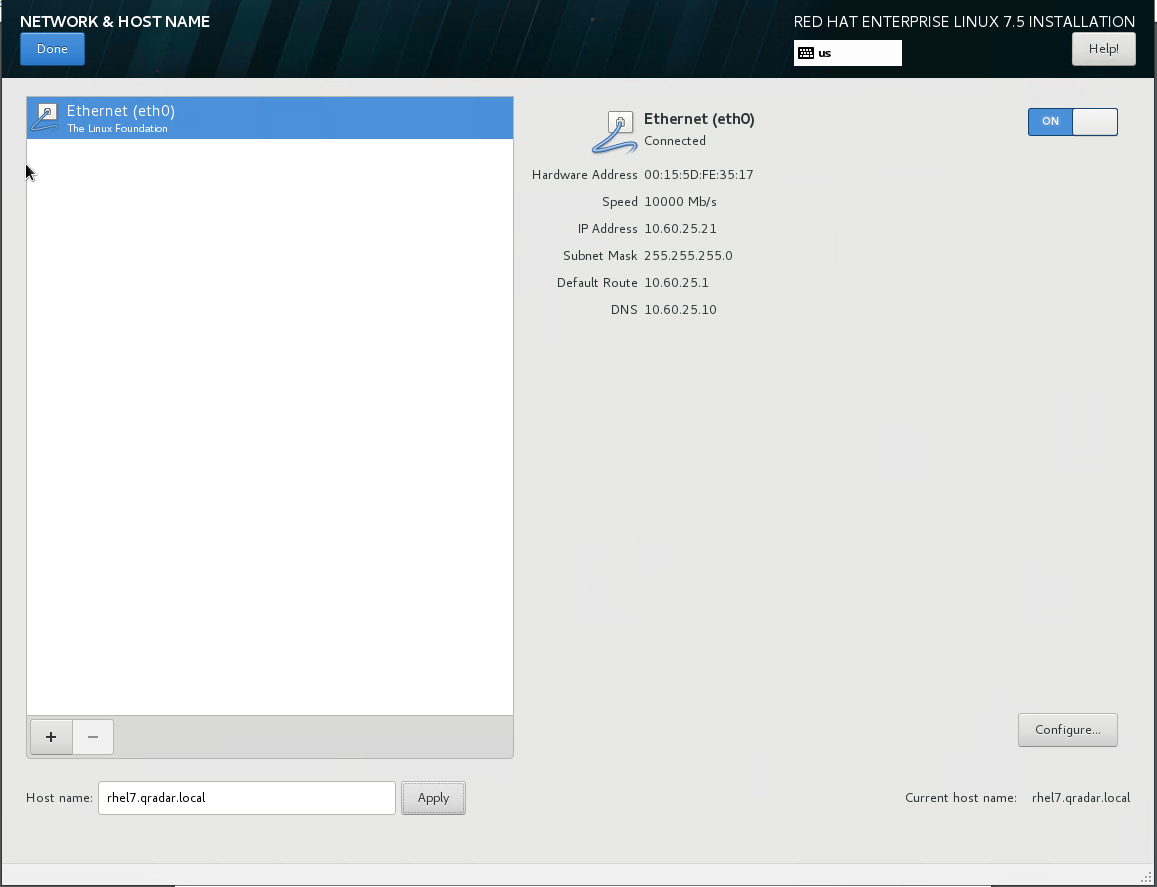 NETWORK & HOST NAME
RED HAT ENTERPRISE LINUX 7.5 INSTALLATION
Done
us
Help!
Ethernet (eth0)
The Linux Foundation
Ethernet (eth0)
Connected
ON
Hardware Address 00:15:5D:FE:35:17
Speed 10000 Mb/s
IP Address 10.60.25.21
Subnet Mask 255.255.255.0
Default Route 10.60.25.1
DNS 10.60.25.10
+ −
Configure...
Host name: rhel7.qradar.local Apply
Current host name: rhel7.qradar.local